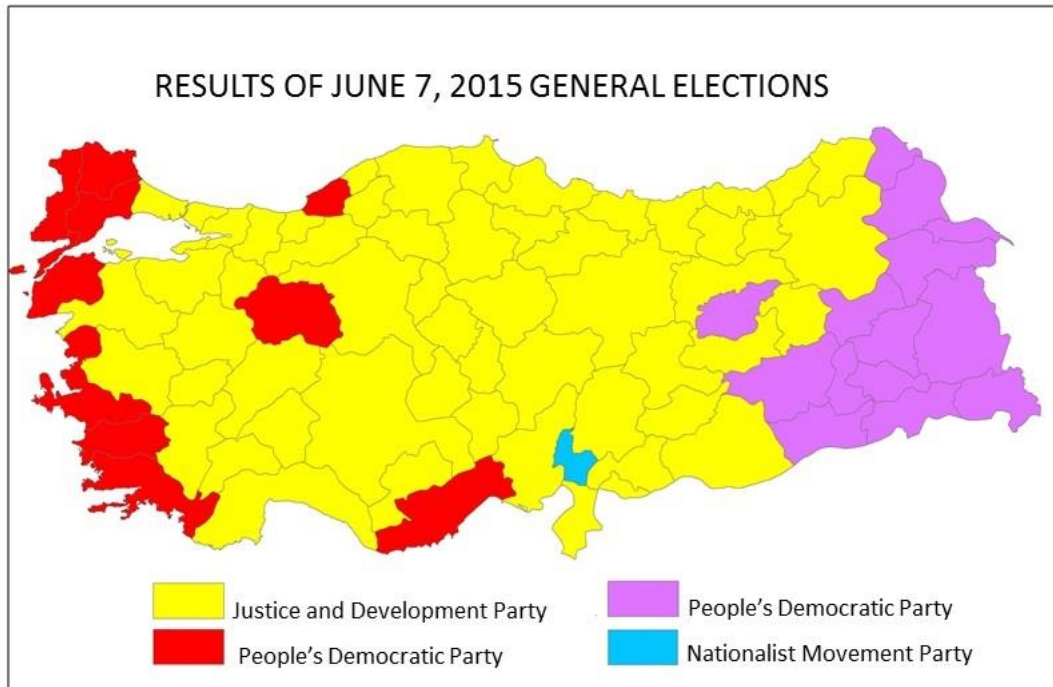 RESULTS OF JUNE 7, 2015 GENERAL ELECTIONS
Justice and Development Party
People's Democratic Party
People's Democratic Party
Nationalist Movement Party